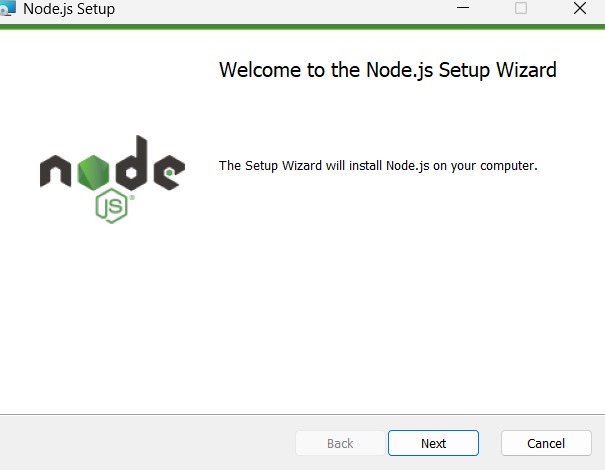 Node.js Setup
Welcome to the Node.js Setup Wizard
node
JS®
The Setup Wizard will install Node.js on your computer.
Back
Next
Cancel